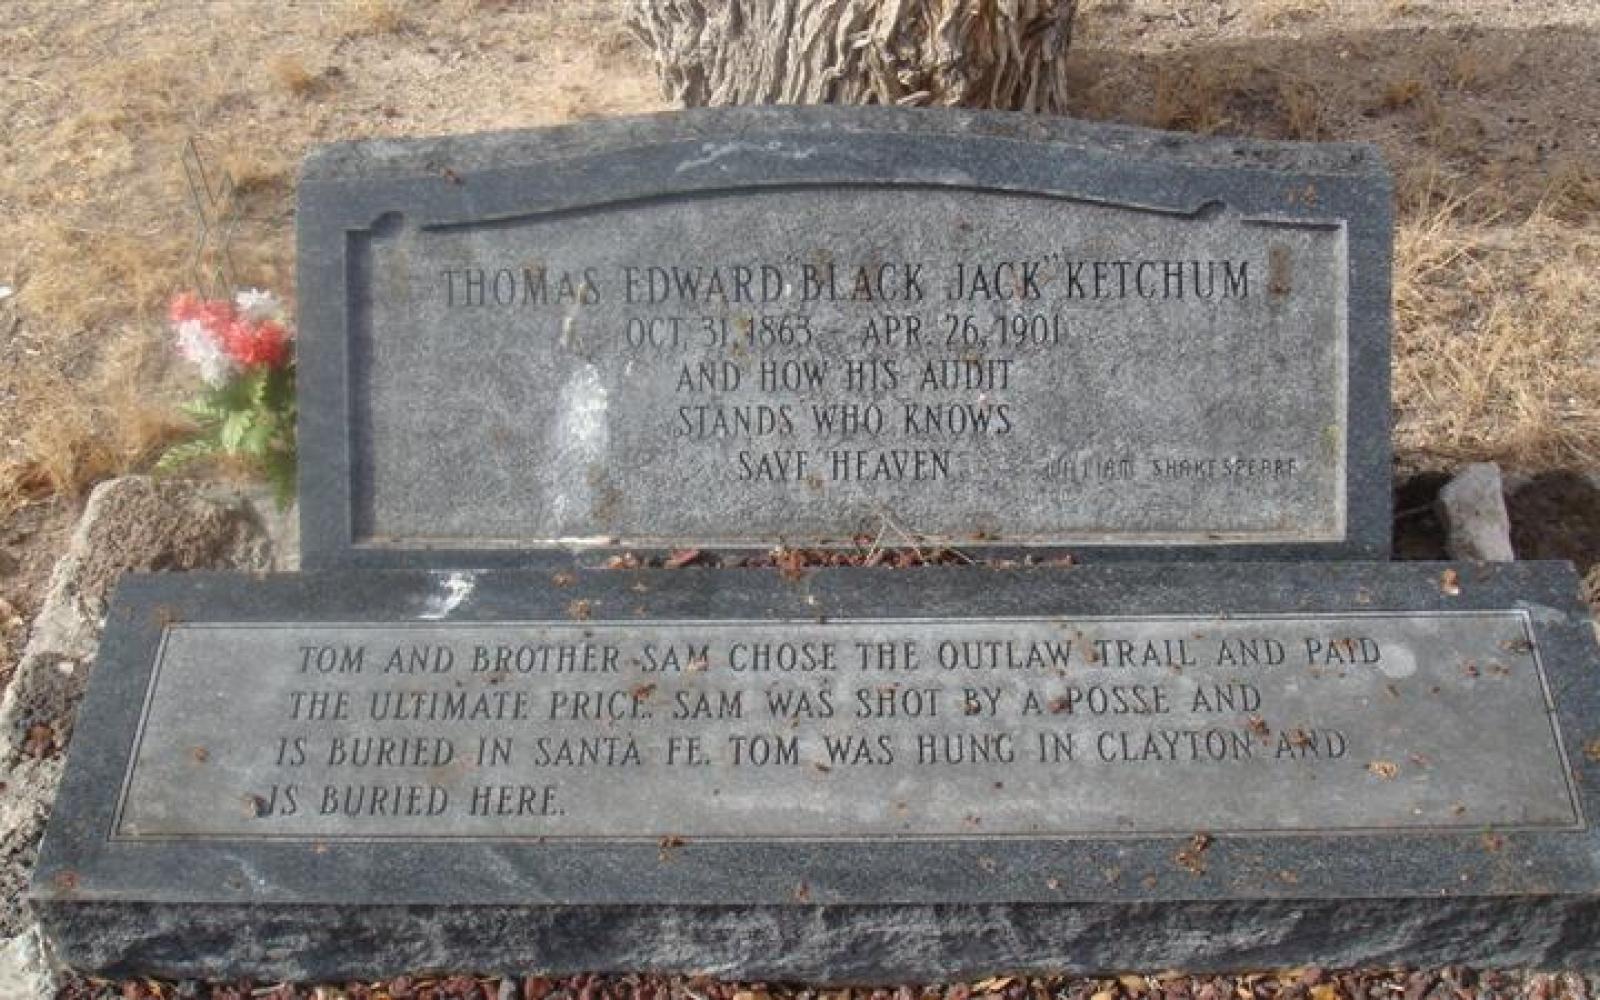 THOMAS EDWARD "BLACK JACK" KETCHUM
OCT. 31, 1863 - APR. 26, 1901
AND HOW HIS AUDIT
STANDS WHO KNOWS
SAVE HEAVEN
WILLIAM SHAKESPEARE
TOM AND BROTHER SAM CHOSE THE OUTLAW TRAIL AND PAID
THE ULTIMATE PRICE. SAM WAS SHOT BY A POSSE AND
IS BURIED IN SANTA FE. TOM WAS HUNG IN CLAYTON AND
IS BURIED HERE.